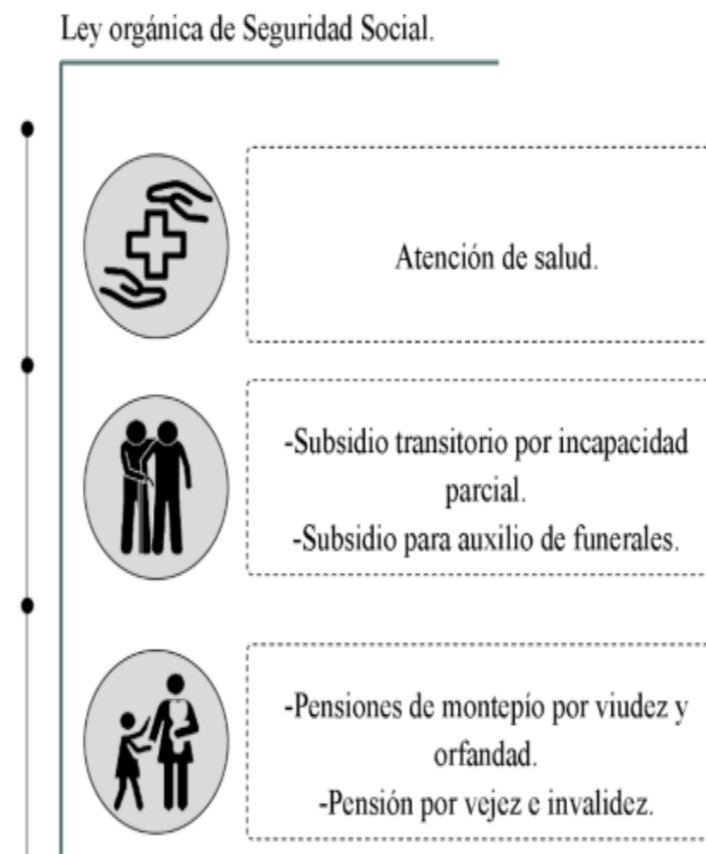 Ley orgánica de Seguridad Social.
Atención de salud.
-Subsidio transitorio por incapacidad
parcial.
-Subsidio para auxilio de funerales.
-Pensiones de montepío por viudez y
orfandad.
-Pensión por vejez e invalidez.